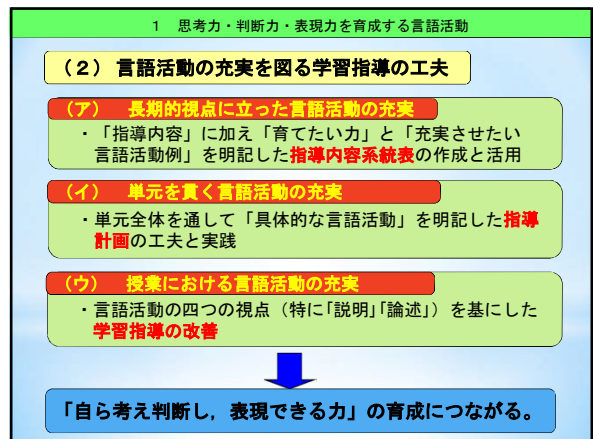 1 思考力・判断力・表現力を育成する言語活動
（２）言語活動の充実を図る学習指導の工夫
（ア） 長期的視点に立った言語活動の充実
・「指導内容」に加え「育てたい力」と「充実させたい
言語活動例」を明記した指導内容系統表の作成と活用
（イ） 単元を貫く言語活動の充実
・単元全体を通して「具体的な言語活動」を明記した指導
計画の工夫と実践
（ウ） 授業における言語活動の充実
・言語活動の四つの視点（特に「説明」「論述」）を基にした
学習指導の改善
「自ら考え判断し，表現できる力」の育成につながる。